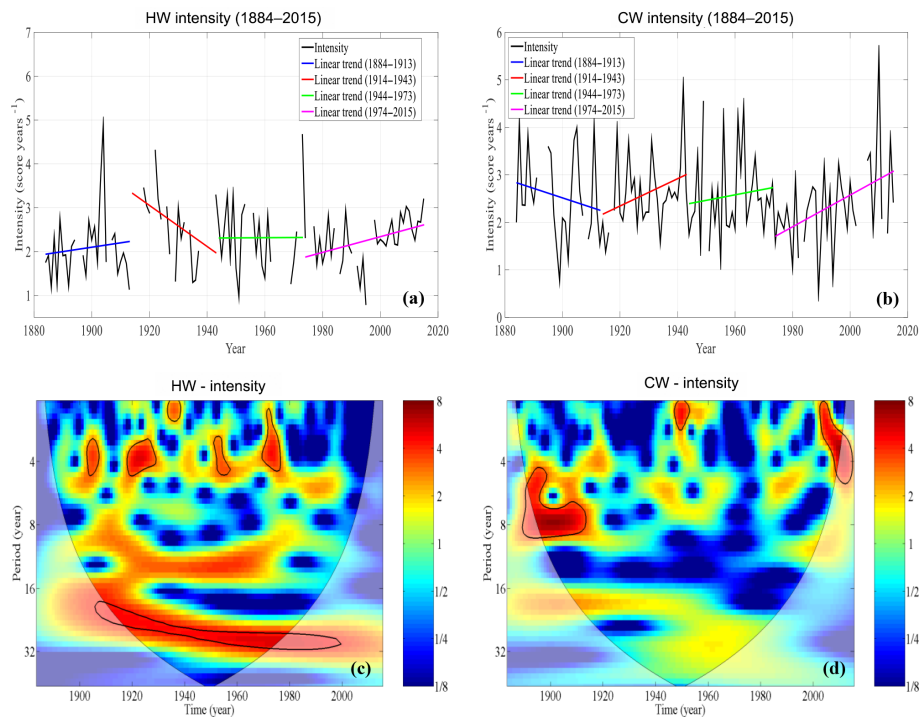 HW intensity (1884–2015)
7
6
5
4
3
2
1
1880
1900
1920
1940
1960
1980
2000
2020
Year
Intensity (score years -1)
Intensity
Linear trend (1884–1913)
Linear trend (1914–1943)
Linear trend (1944–1973)
Linear trend (1974–2015)
(a)
CW intensity (1884–2015)
6
5
4
3
2
1
0
1880
1900
1920
1940
1960
1980
2000
2020
Year
Intensity (score years -1)
Intensity
Linear trend (1884–1913)
Linear trend (1914–1943)
Linear trend (1944–1973)
Linear trend (1974–2015)
(b)
HW - intensity
4
8
16
32
Period (year)
1900
1920
1940
1960
1980
2000
Time (year)
(c)
8
4
2
1
1/2
1/4
1/8
CW - intensity
4
8
16
32
Period (year)
1900
1920
1940
1960
1980
2000
Time (year)
(d)
8
4
2
1
1/2
1/4
1/8